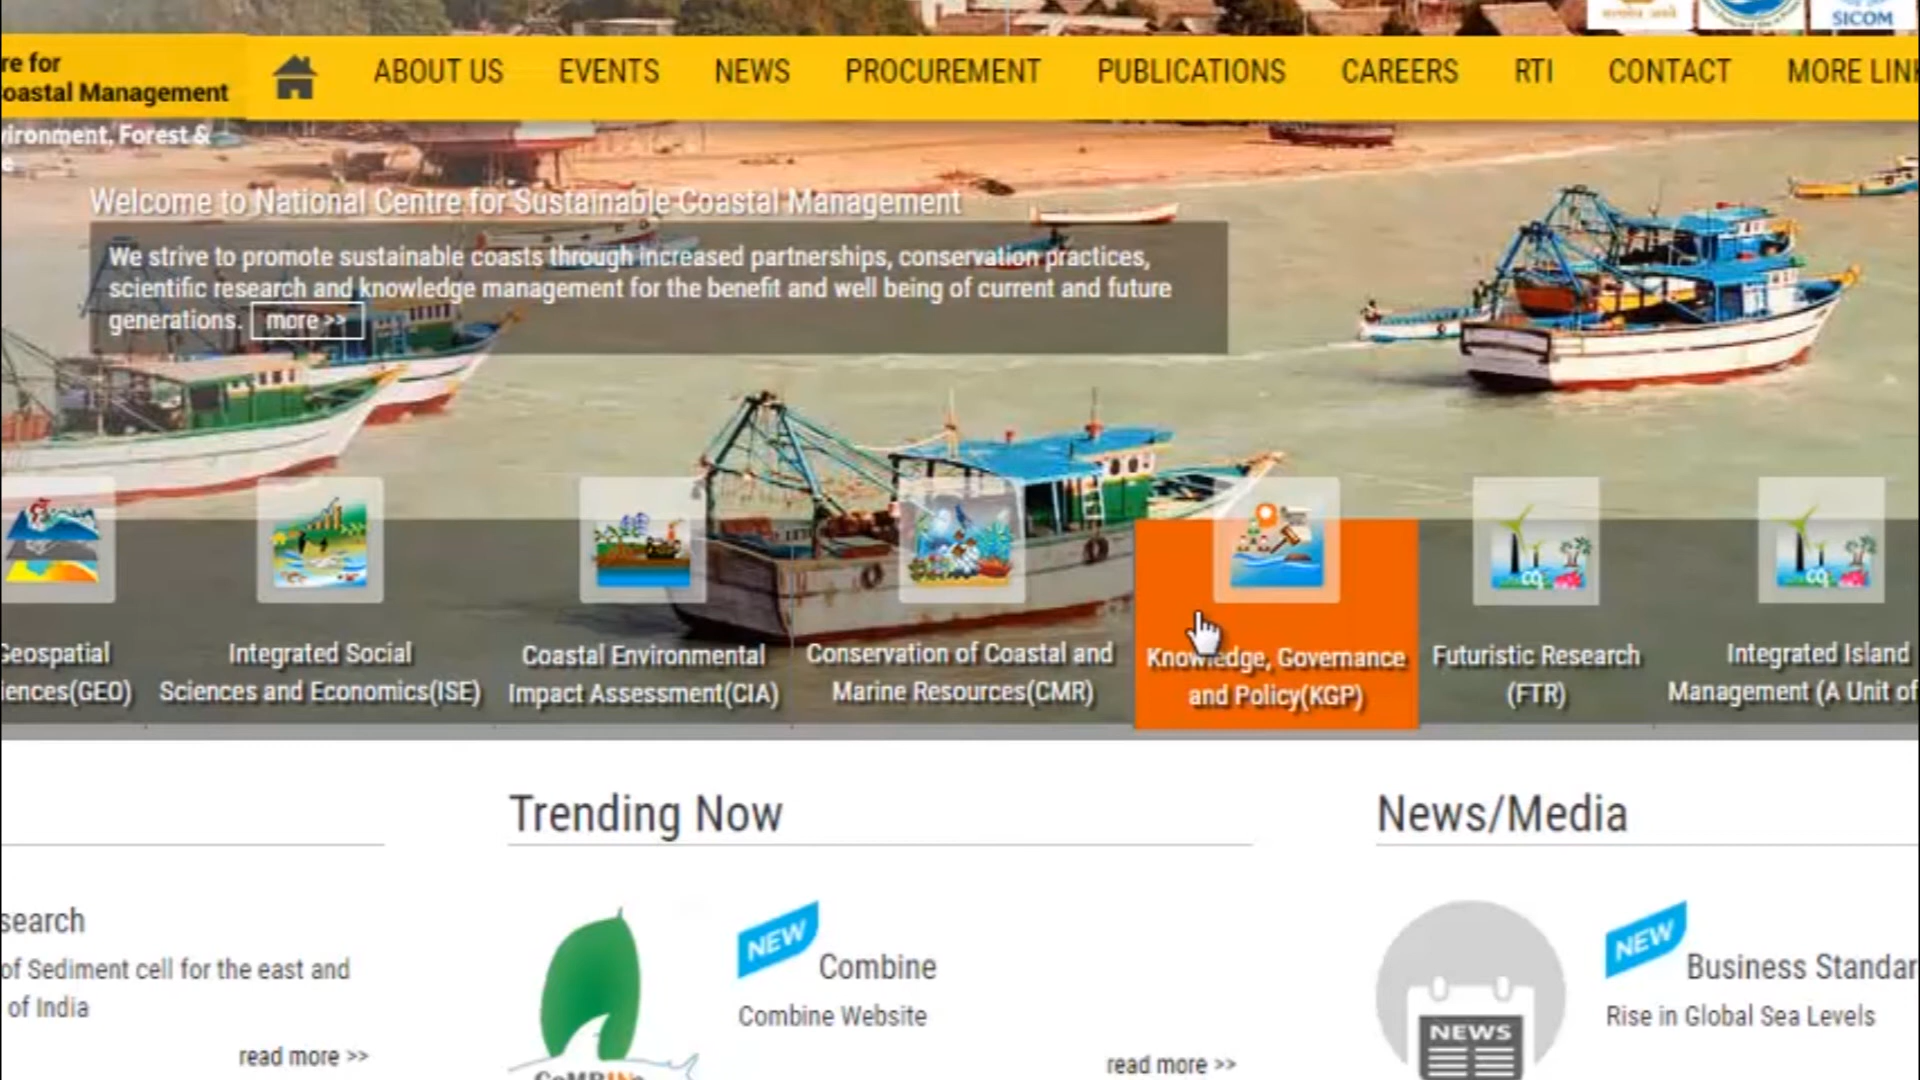 SICOM
re for
oastal Management
ABOUT US
EVENTS
NEWS
PROCUREMENT
PUBLICATIONS
CAREERS
RTI
CONTACT
MORE LINK
vironment, Forest &
e
Welcome to National Centre for Sustainable Coastal Management
We strive to promote sustainable coasts through increased partnerships, conservation practices,
scientific research and knowledge management for the benefit and well being of current and future
generations. more >>
Geospatial
iences(GEO)
Integrated Social
Sciences and Economics(ISE)
Coastal Environmental
Impact Assessment(CIA)
Conservation of Coastal and
Marine Resources(CMR)
Knowledge, Governance
and Policy(KGP)
Futuristic Research
(FTR)
Integrated Island
Management (A Unit of
search
of Sediment cell for the east and
of India
read more >>
Trending Now
NEW Combine
Combine Website
read more >>
News/Media
NEWS
NEW Business Standar
Rise in Global Sea Levels